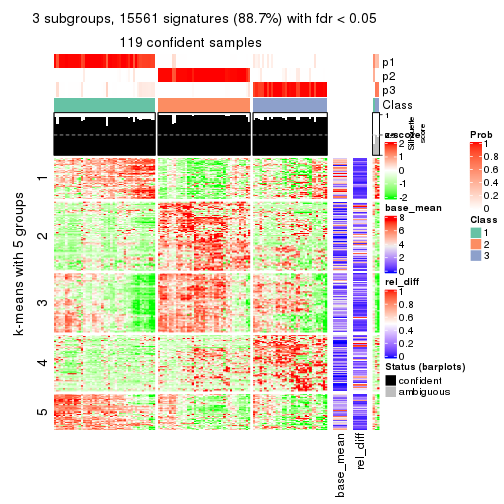 3 subgroups, 15561 signatures (88.7%) with fdr < 0.05
119 confident samples
p1
p2
p3
Class
1
Silhouette
score
k-means with 5 groups
1
2
3
4
5
base_mean
rel_diff
z-score
2
1
0
-1
-2
base_mean
8
6
4
2
0
rel_diff
1
0.8
0.6
0.4
0.2
0
Status (barplots)
confident
ambiguous
Prob
1
0.8
0.6
0.4
0.2
0
Class
1
2
3